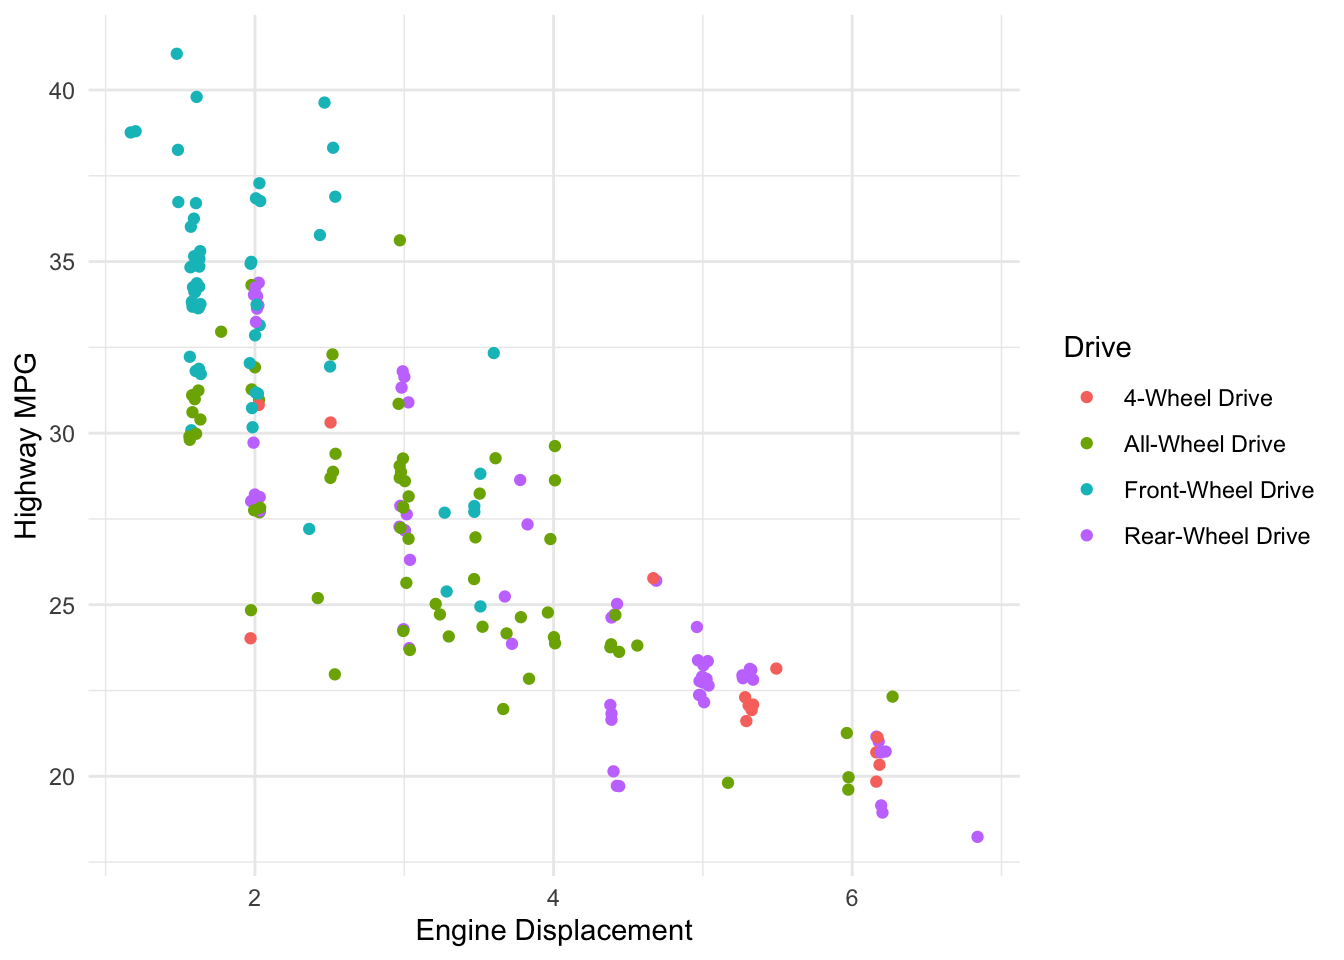 40
35
30
25
20
Highway MPG
2
4
6
Engine Displacement
Drive
4-Wheel Drive
All-Wheel Drive
Front-Wheel Drive
Rear-Wheel Drive